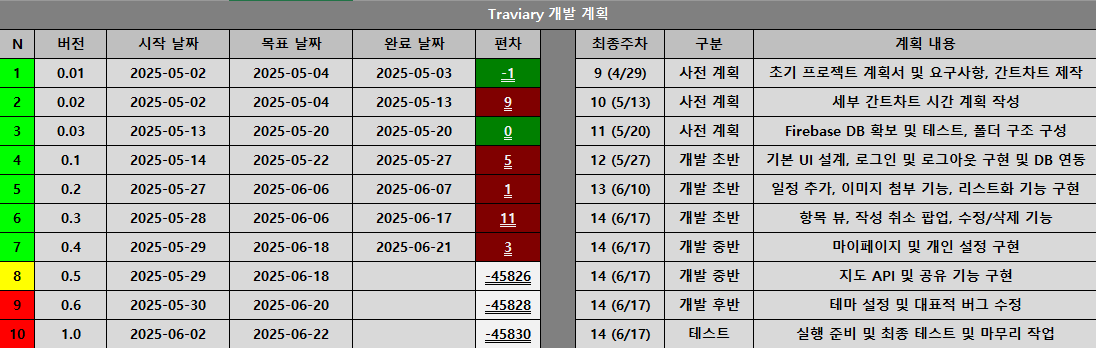 Traviary 개발 계획
N 버전 시작 날짜 목표 날짜 완료 날짜 편차 최종주차 구분 계획 내용
1 0.01 2025-05-02 2025-05-04 2025-05-03 -1 9 (4/29) 사전 계획 초기 프로젝트 계획서 및 요구사항, 간트차트 제작
2 0.02 2025-05-02 2025-05-04 2025-05-13 9 10 (5/13) 사전 계획 세부 간트차트 시간 계획 작성
3 0.03 2025-05-13 2025-05-20 2025-05-20 0 11 (5/20) 사전 계획 Firebase DB 확보 및 테스트, 폴더 구조 구성
4 0.1 2025-05-14 2025-05-22 2025-05-27 5 12 (5/27) 개발 초반 기본 UI 설계, 로그인 및 로그아웃 구현 및 DB 연동
5 0.2 2025-05-27 2025-06-06 2025-06-07 1 13 (6/10) 개발 초반 일정 추가, 이미지 첨부 기능, 리스트화 기능 구현
6 0.3 2025-05-28 2025-06-06 2025-06-17 11 14 (6/17) 개발 초반 항목 뷰, 작성 취소 팝업, 수정/삭제 기능
7 0.4 2025-05-29 2025-06-18 2025-06-21 3 14 (6/17) 개발 중반 마이페이지 및 개인 설정 구현
8 0.5 2025-05-29 2025-06-18 -45826 14 (6/17) 개발 중반 지도 API 및 공유 기능 구현
9 0.6 2025-05-30 2025-06-20 -45828 14 (6/17) 개발 후반 테마 설정 및 대표적 버그 수정
10 1.0 2025-06-02 2025-06-22 -45830 14 (6/17) 테스트 실행 준비 및 최종 테스트 및 마무리 작업